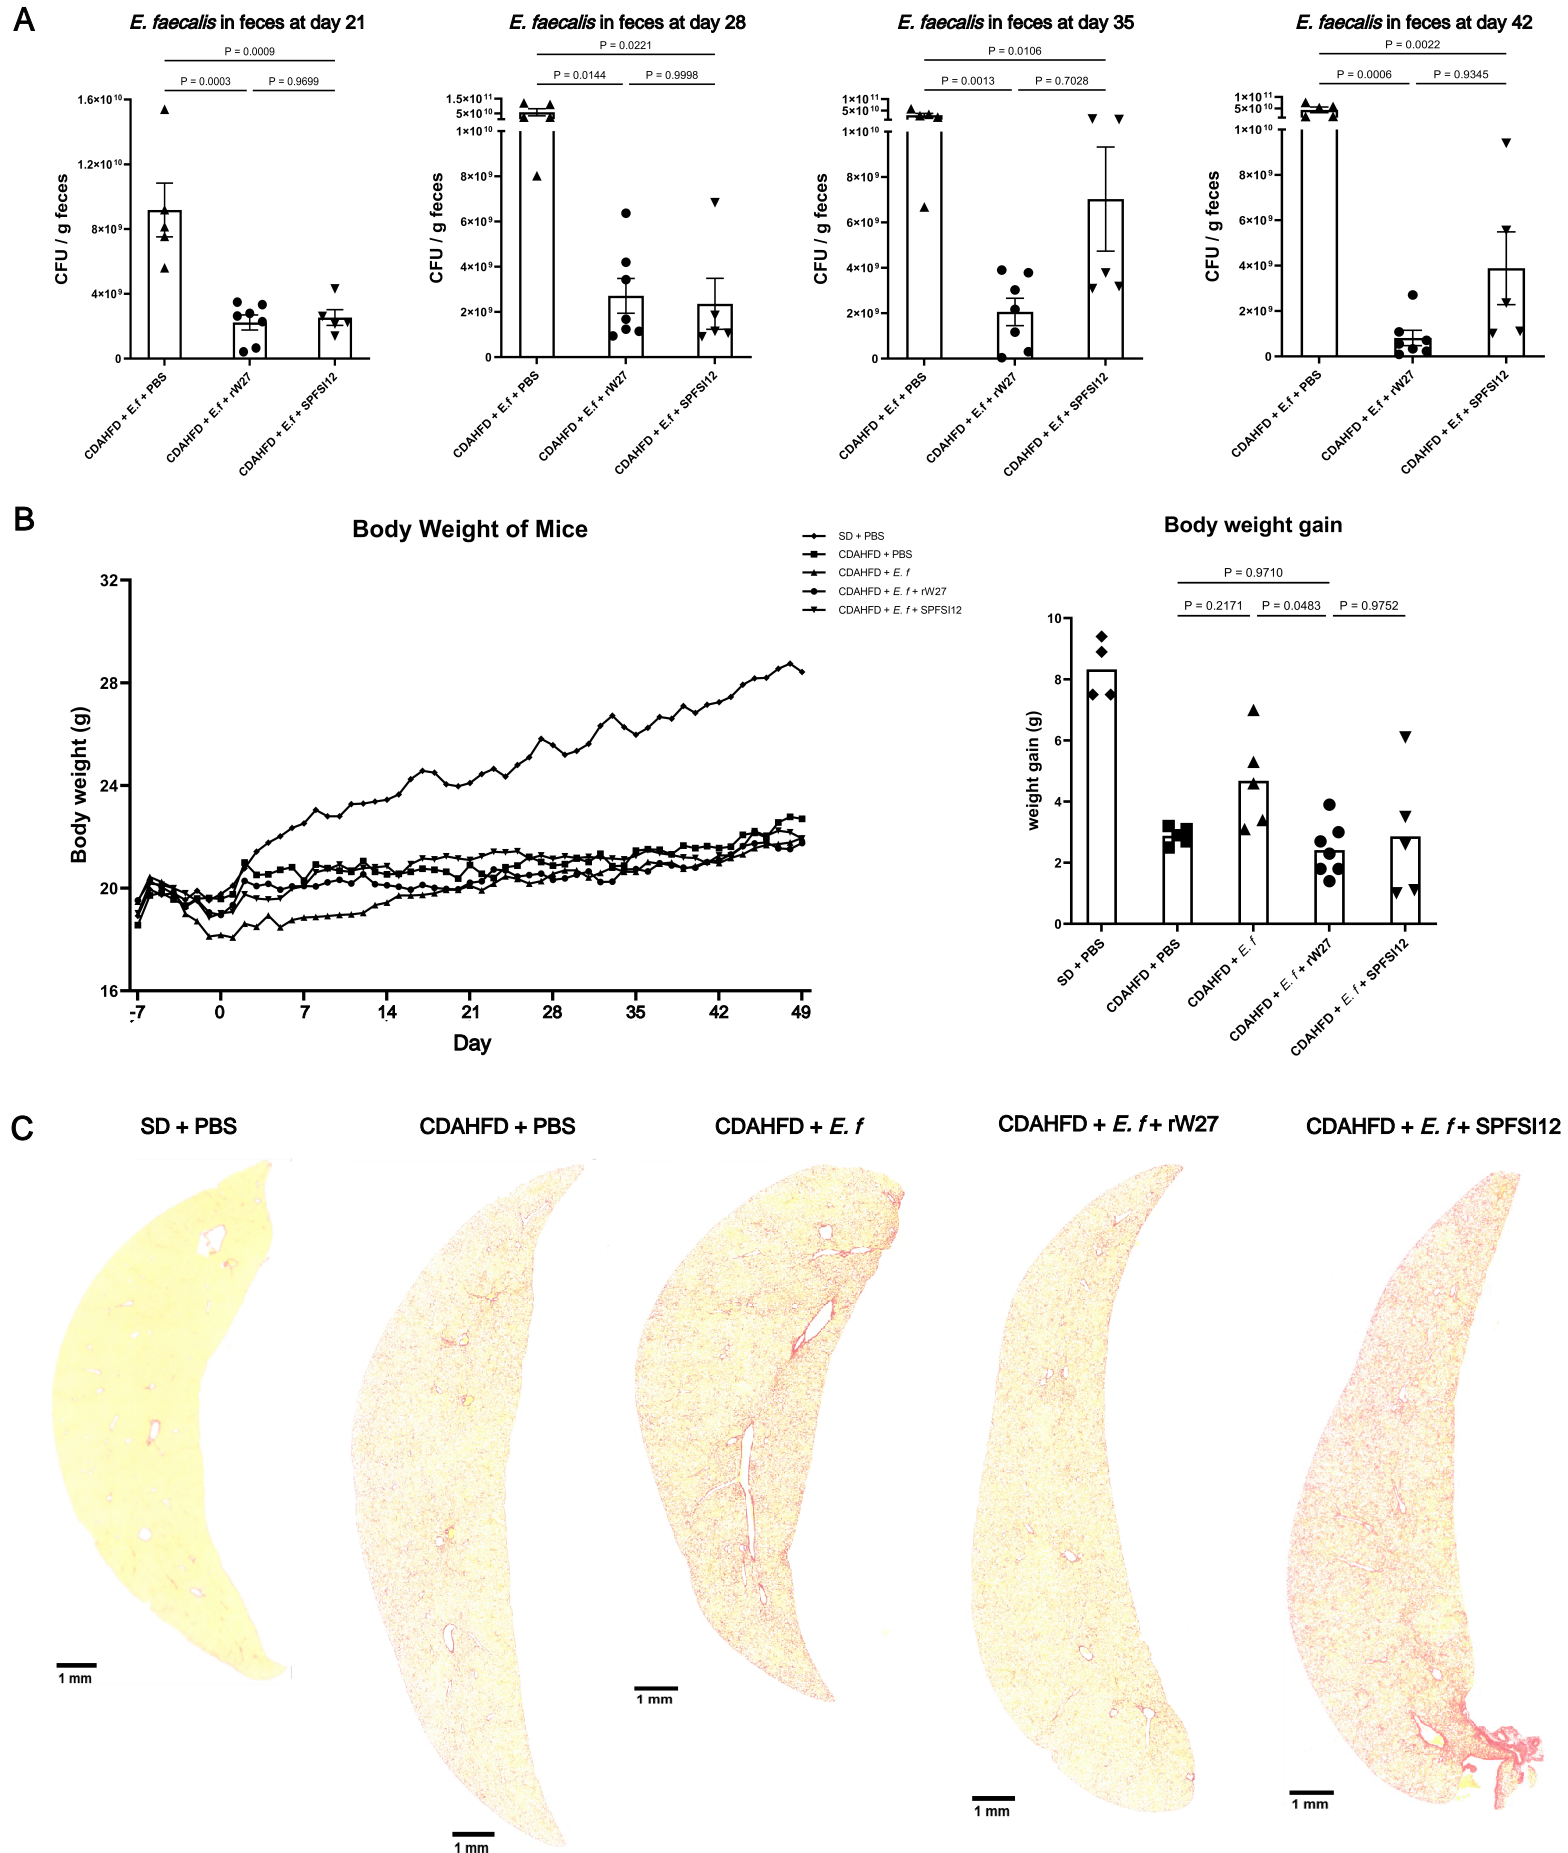 A
E. faecalis in feces at day 21
P = 0.0009
P = 0.0003
P = 0.9699
CFU / g feces
1.6×10¹⁰
1.2×10¹⁰
8×10⁹
4×10⁹
0
CDAHFD + E.f + PBS
CDAHFD + E.f + rW27
CDAHFD + E.f + SPFSI12
E. faecalis in feces at day 28
P = 0.0221
P = 0.0144
P = 0.9998
CFU / g feces
1.5×10¹¹
5×10¹⁰
1×10¹⁰
8×10⁹
6×10⁹
4×10⁹
2×10⁹
0
CDAHFD + E.f + PBS
CDAHFD + E.f + rW27
CDAHFD + E.f + SPFSI12
E. faecalis in feces at day 35
P = 0.0106
P = 0.0013
P = 0.7028
CFU / g feces
1×10¹¹
5×10¹⁰
1×10¹⁰
8×10⁹
6×10⁹
4×10⁹
2×10⁹
0
CDAHFD + E.f + PBS
CDAHFD + E.f + rW27
CDAHFD + E.f + SPFSI12
E. faecalis in feces at day 42
P = 0.0022
P = 0.0006
P = 0.9345
CFU / g feces
1×10¹¹
5×10¹⁰
1×10¹⁰
8×10⁹
6×10⁹
4×10⁹
2×10⁹
0
CDAHFD + E.f + PBS
CDAHFD + E.f + rW27
CDAHFD + E.f + SPFSI12
B
Body Weight of Mice
SD + PBS
CDAHFD + PBS
CDAHFD + E. f
CDAHFD + E. f + rW27
CDAHFD + E. f + SPFSI12
Body weight (g)
32
28
24
20
16
-7 0 7 14 21 28 35 42 49
Day
Body weight gain
P = 0.9710
P = 0.2171
P = 0.0483
P = 0.9752
weight gain (g)
10
8
6
4
2
0
SD + PBS
CDAHFD + PBS
CDAHFD + E. f
CDAHFD + E. f + rW27
CDAHFD + E. f + SPFSI12
C
SD + PBS
CDAHFD + PBS
CDAHFD + E. f
CDAHFD + E. f + rW27
CDAHFD + E. f + SPFSI12
1 mm
1 mm
1 mm
1 mm
1 mm